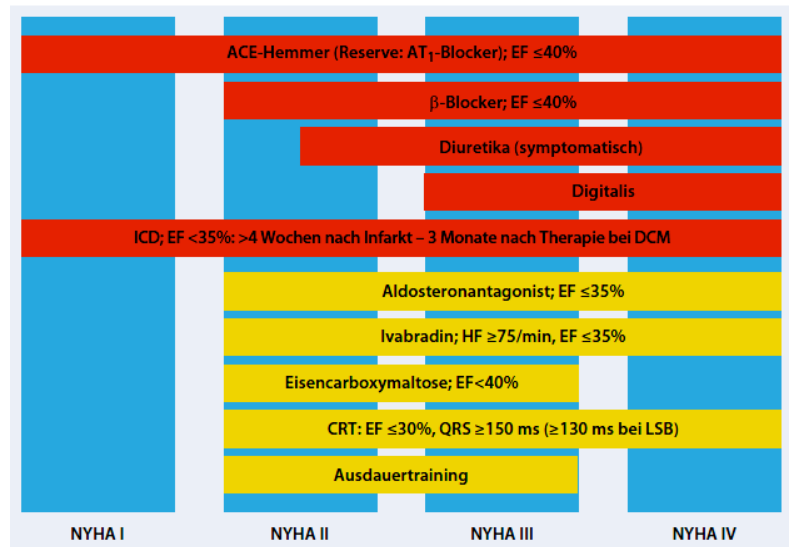 ACE-Hemmer (Reserve: AT₁-Blocker); EF ≤40%
β-Blocker; EF ≤40%
Diuretika (symptomatisch)
Digitalis
ICD; EF <35%: >4 Wochen nach Infarkt – 3 Monate nach Therapie bei DCM
Aldosteronantagonist; EF ≤35%
Ivabradin; HF ≥75/min, EF ≤35%
Eisencarboxymaltose; EF<40%
CRT: EF ≤30%, QRS ≥150 ms (≥130 ms bei LSB)
Ausdauertraining
NYHA I NYHA II NYHA III NYHA IV